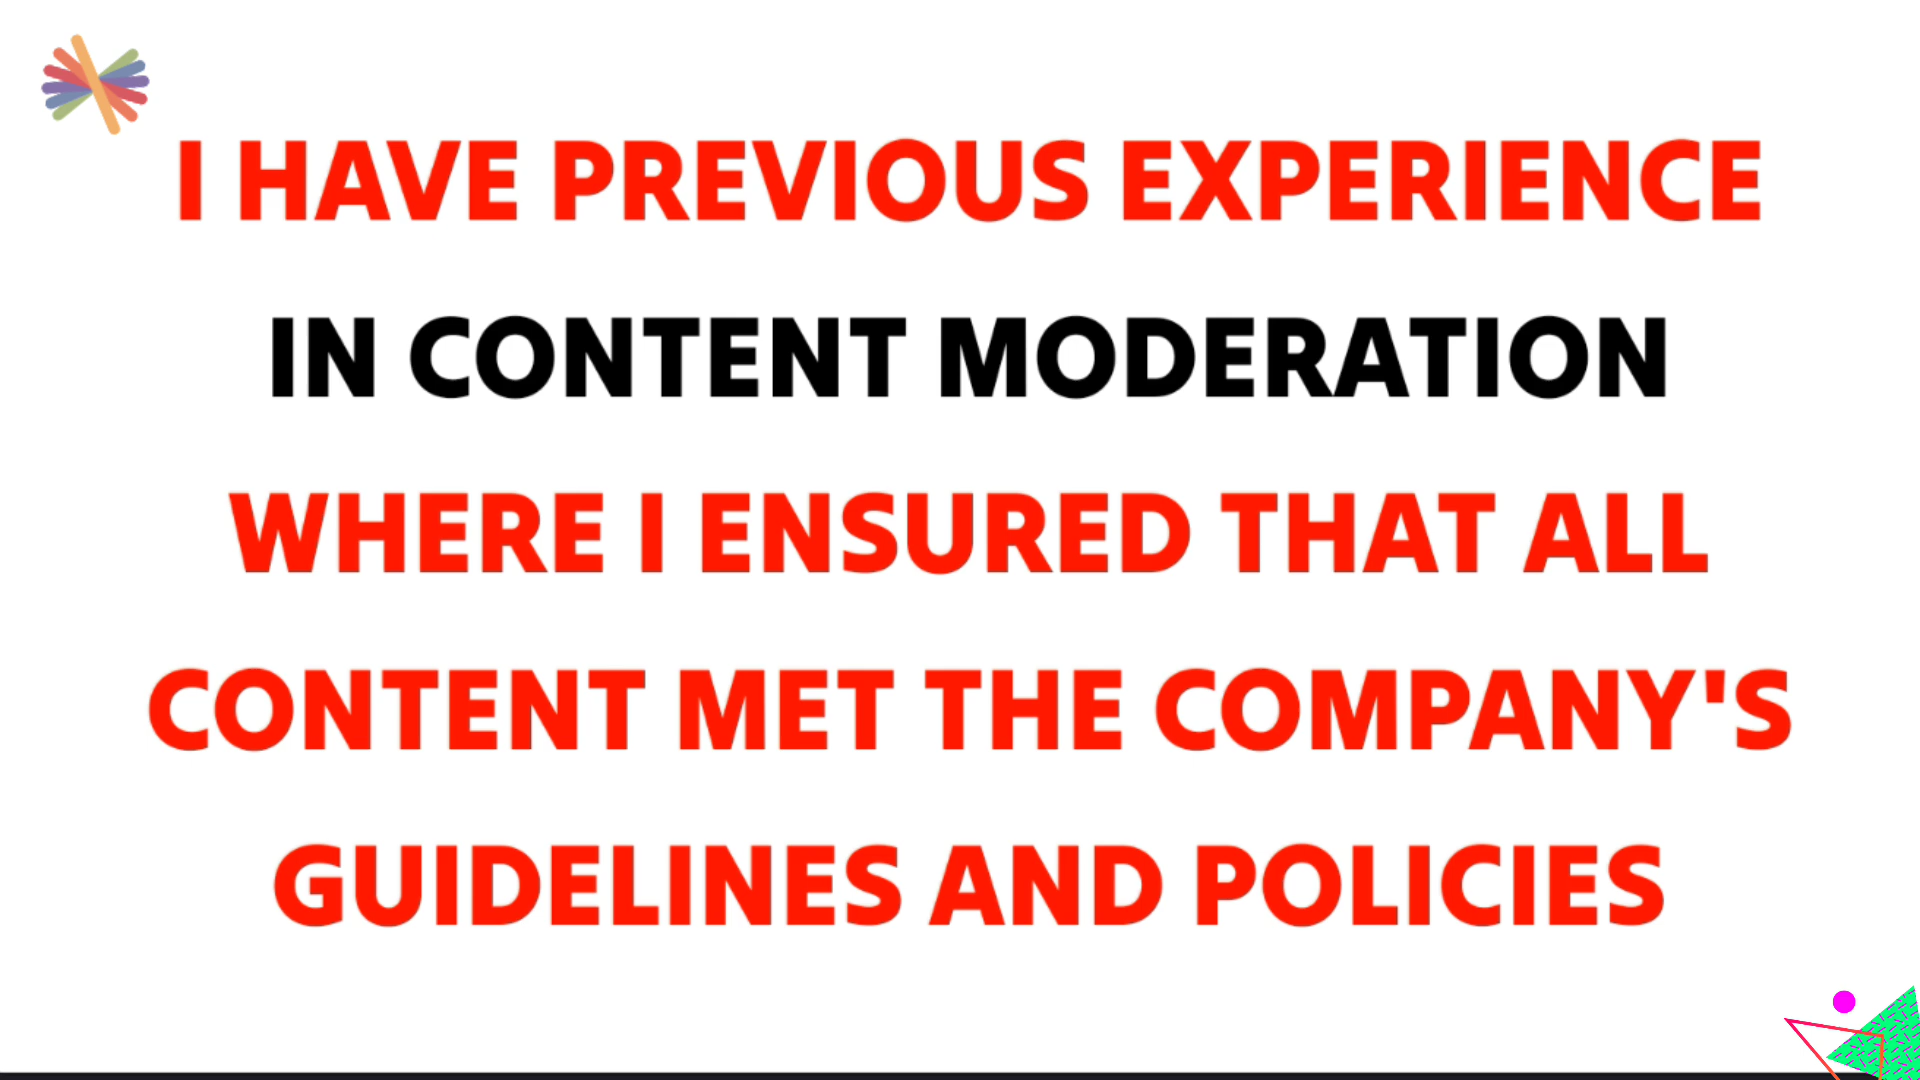 I HAVE PREVIOUS EXPERIENCE
IN CONTENT MODERATION
WHERE I ENSURED THAT ALL
CONTENT MET THE COMPANY'S
GUIDELINES AND POLICIES